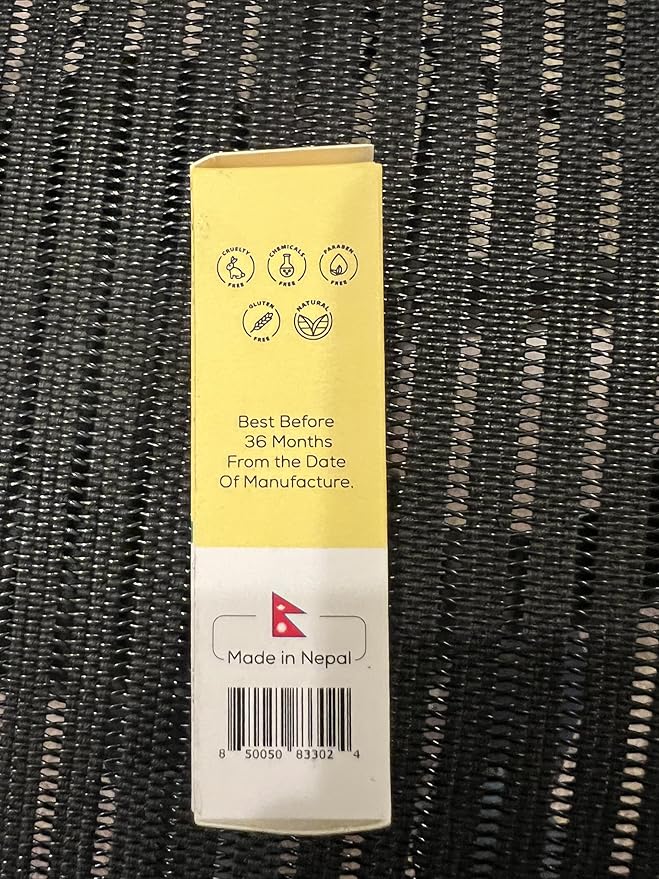 CRUELTY FREE
CHEMICALS FREE
PARABEN FREE
GLUTEN FREE
NATURAL
Best Before
36 Months
From the Date
Of Manufacture.
Made in Nepal
8 50050 83302 4